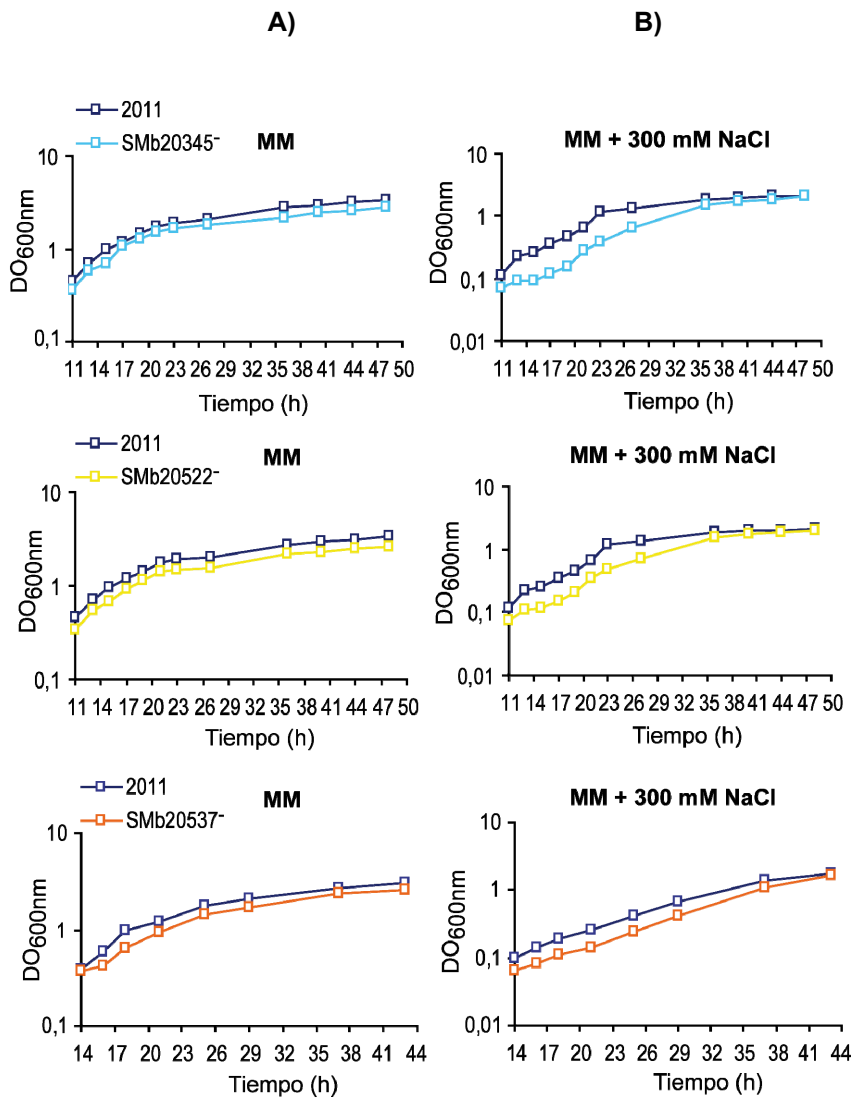 A)
B)
2011
SMb20345⁻
MM
MM + 300 mM NaCl
10
1
0,1
DO600nm
11 14 17 20 23 26 29 32 35 38 41 44 47 50
Tiempo (h)
10
1
0,1
0,01
DO600nm
11 14 17 20 23 26 29 32 35 38 41 44 47 50
Tiempo (h)
2011
SMb20522⁻
MM
MM + 300 mM NaCl
10
1
0,1
DO600nm
11 14 17 20 23 26 29 32 35 38 41 44 47 50
Tiempo (h)
10
1
0,1
0,01
DO600nm
11 14 17 20 23 26 29 32 35 38 41 44 47 50
Tiempo (h)
2011
SMb20537⁻
MM
MM + 300 mM NaCl
10
1
0,1
DO600nm
14 17 20 23 26 29 32 35 38 41 44
Tiempo (h)
10
1
0,1
0,01
DO600nm
14 17 20 23 26 29 32 35 38 41 44
Tiempo (h)